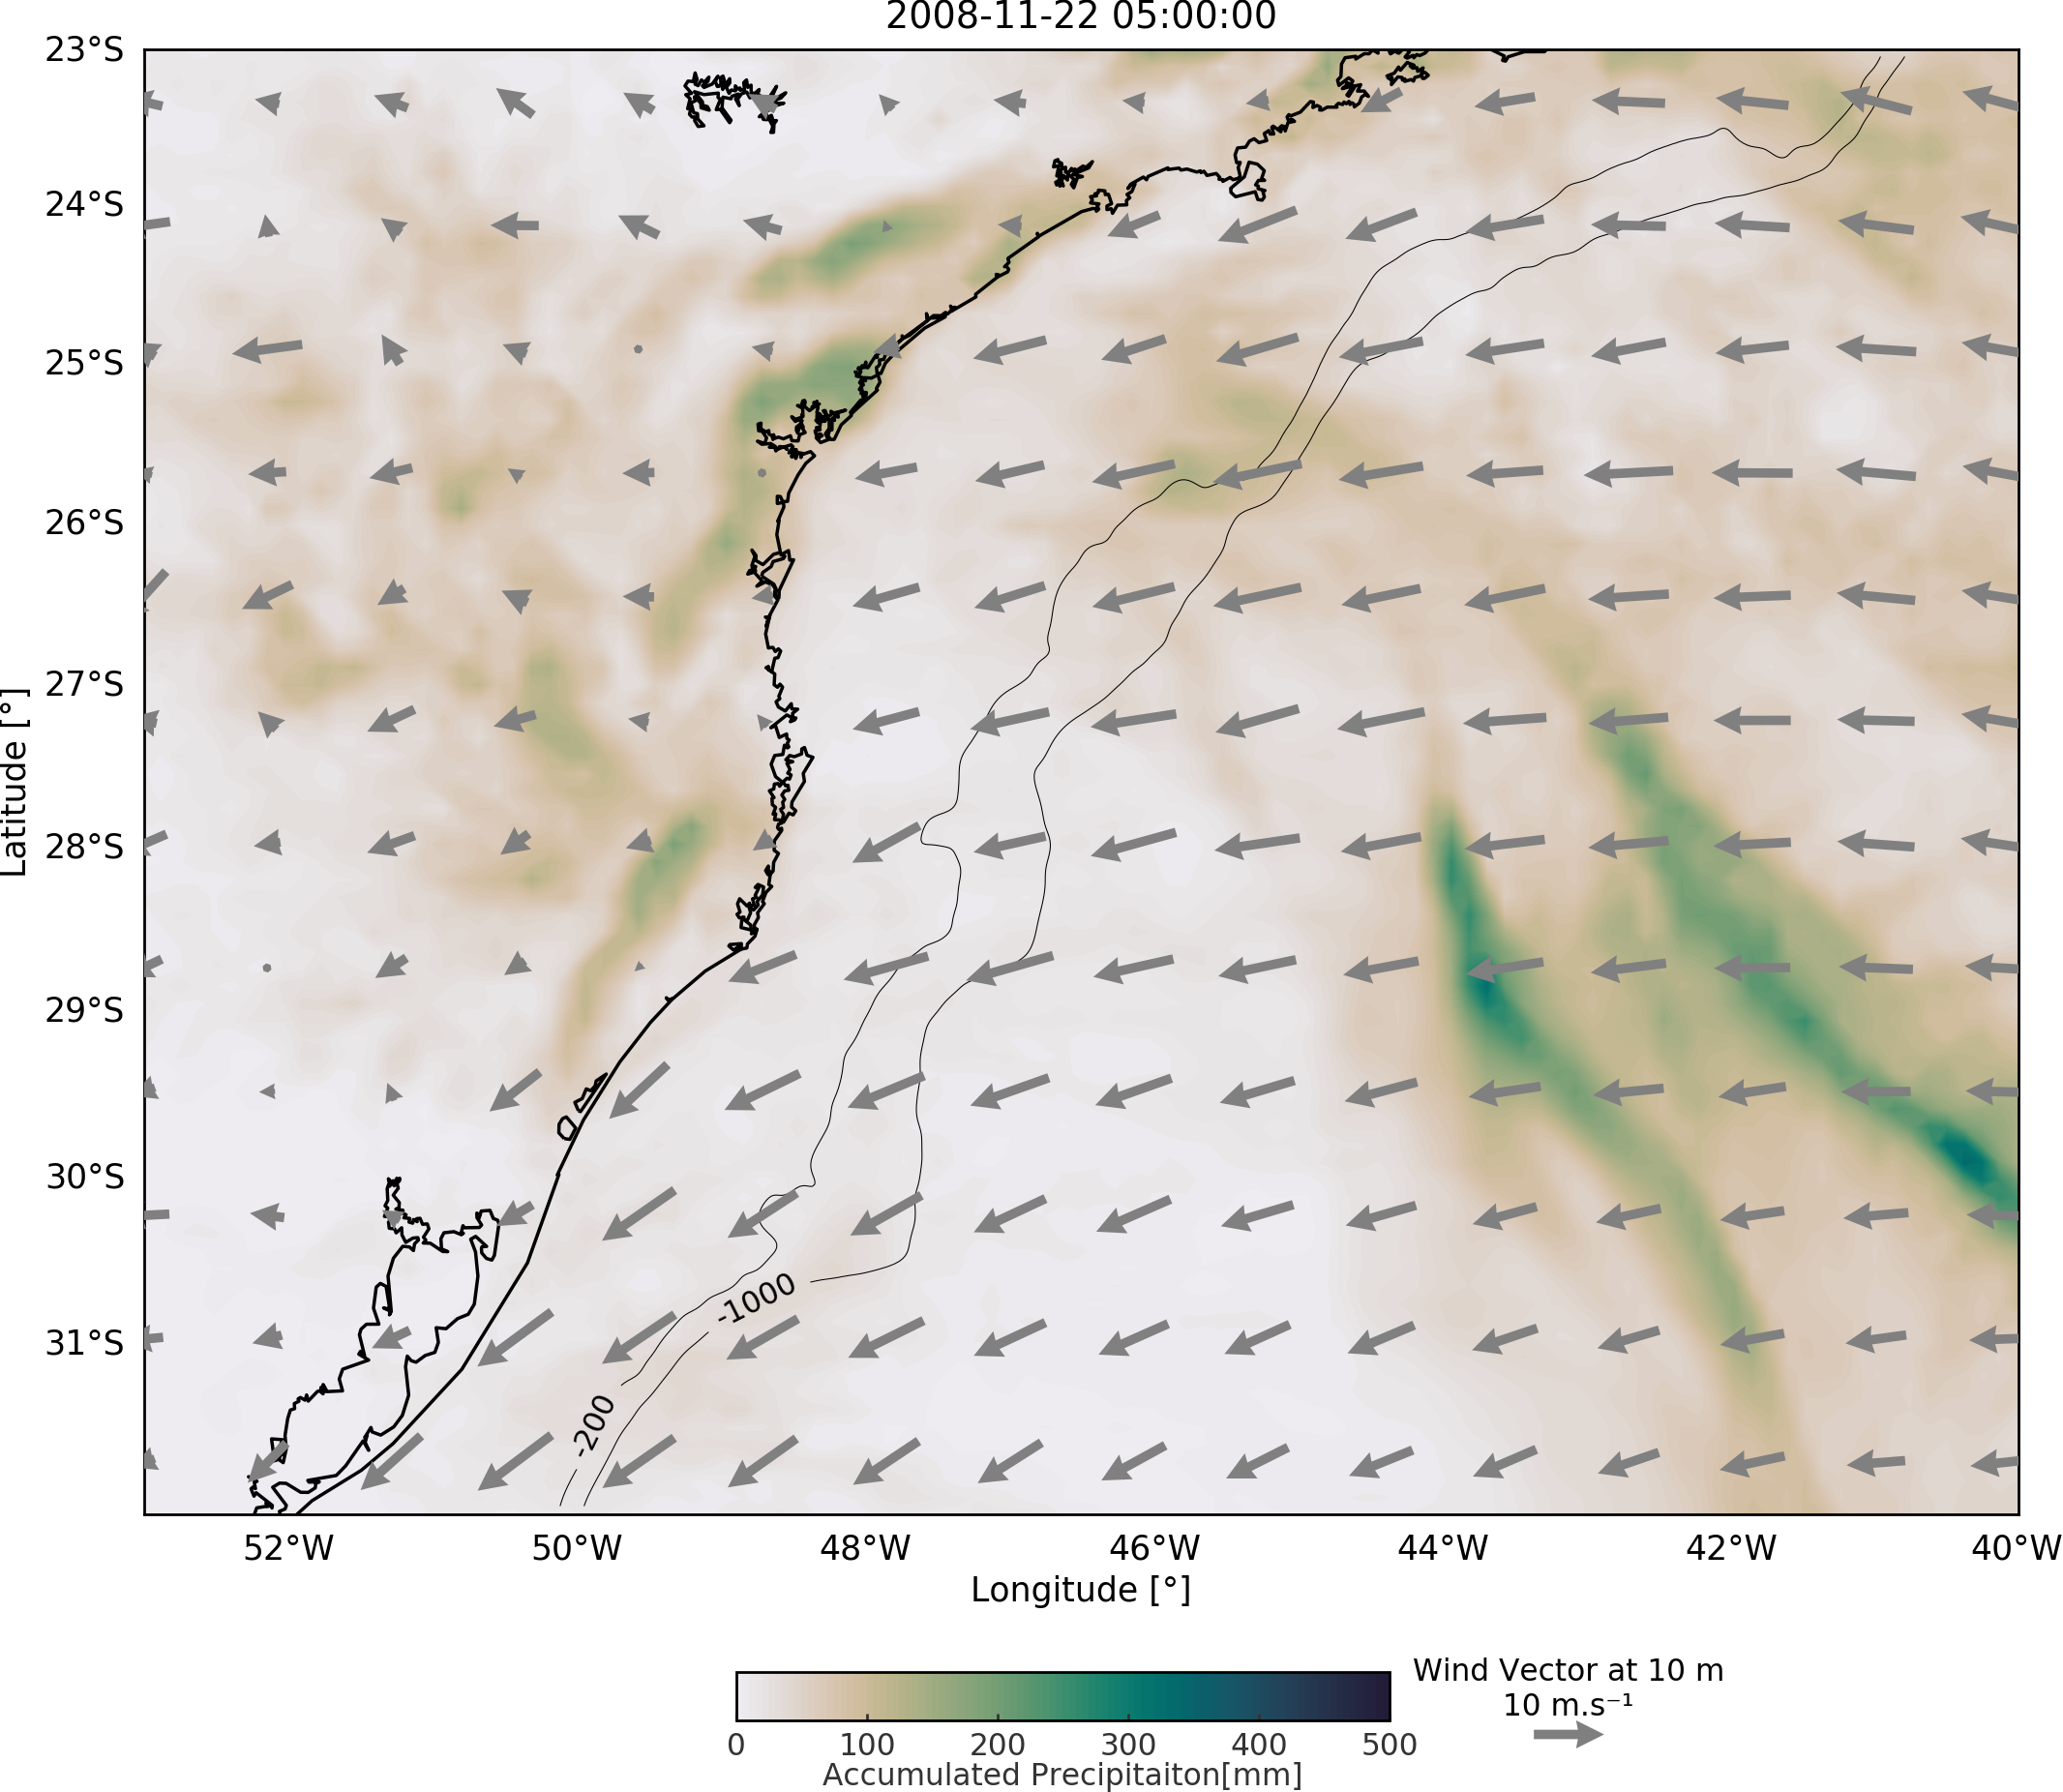 2008-11-22 05:00:00
23°S
24°S
25°S
26°S
27°S
28°S
29°S
30°S
31°S
Latitude [°]
-1000
-200
52°W
50°W
48°W
46°W
44°W
42°W
40°W
Longitude [°]
Wind Vector at 10 m
10 m.s⁻¹
0
100
200
300
400
500
Accumulated Precipitaiton[mm]